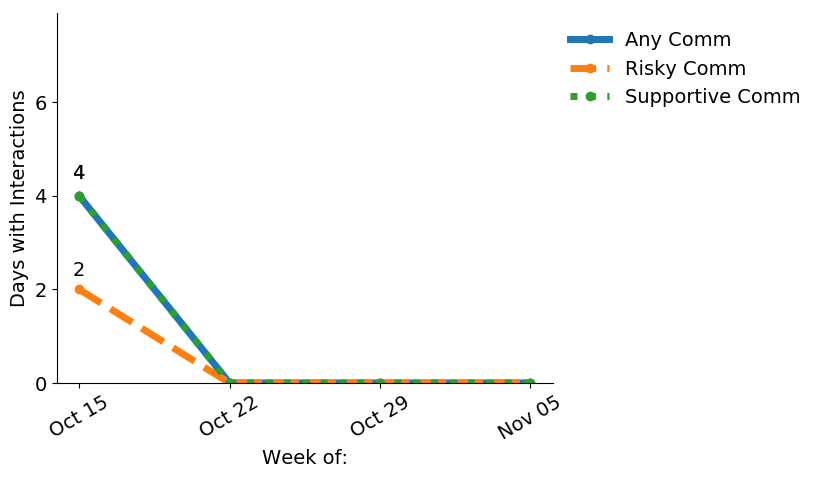 Any Comm
Risky Comm
Supportive Comm
Days with Interactions
6
4
2
0
4
2
Oct 15
Oct 22
Oct 29
Nov 05
Week of: